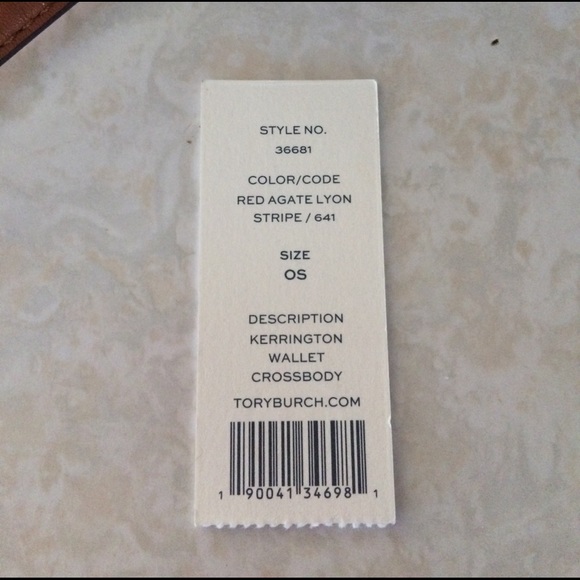 STYLE NO.
36681
COLOR/CODE
RED AGATE LYON
STRIPE / 641
SIZE
OS
DESCRIPTION
KERRINGTON
WALLET
CROSSBODY
TORYBURCH.COM
1 90041 34698 1